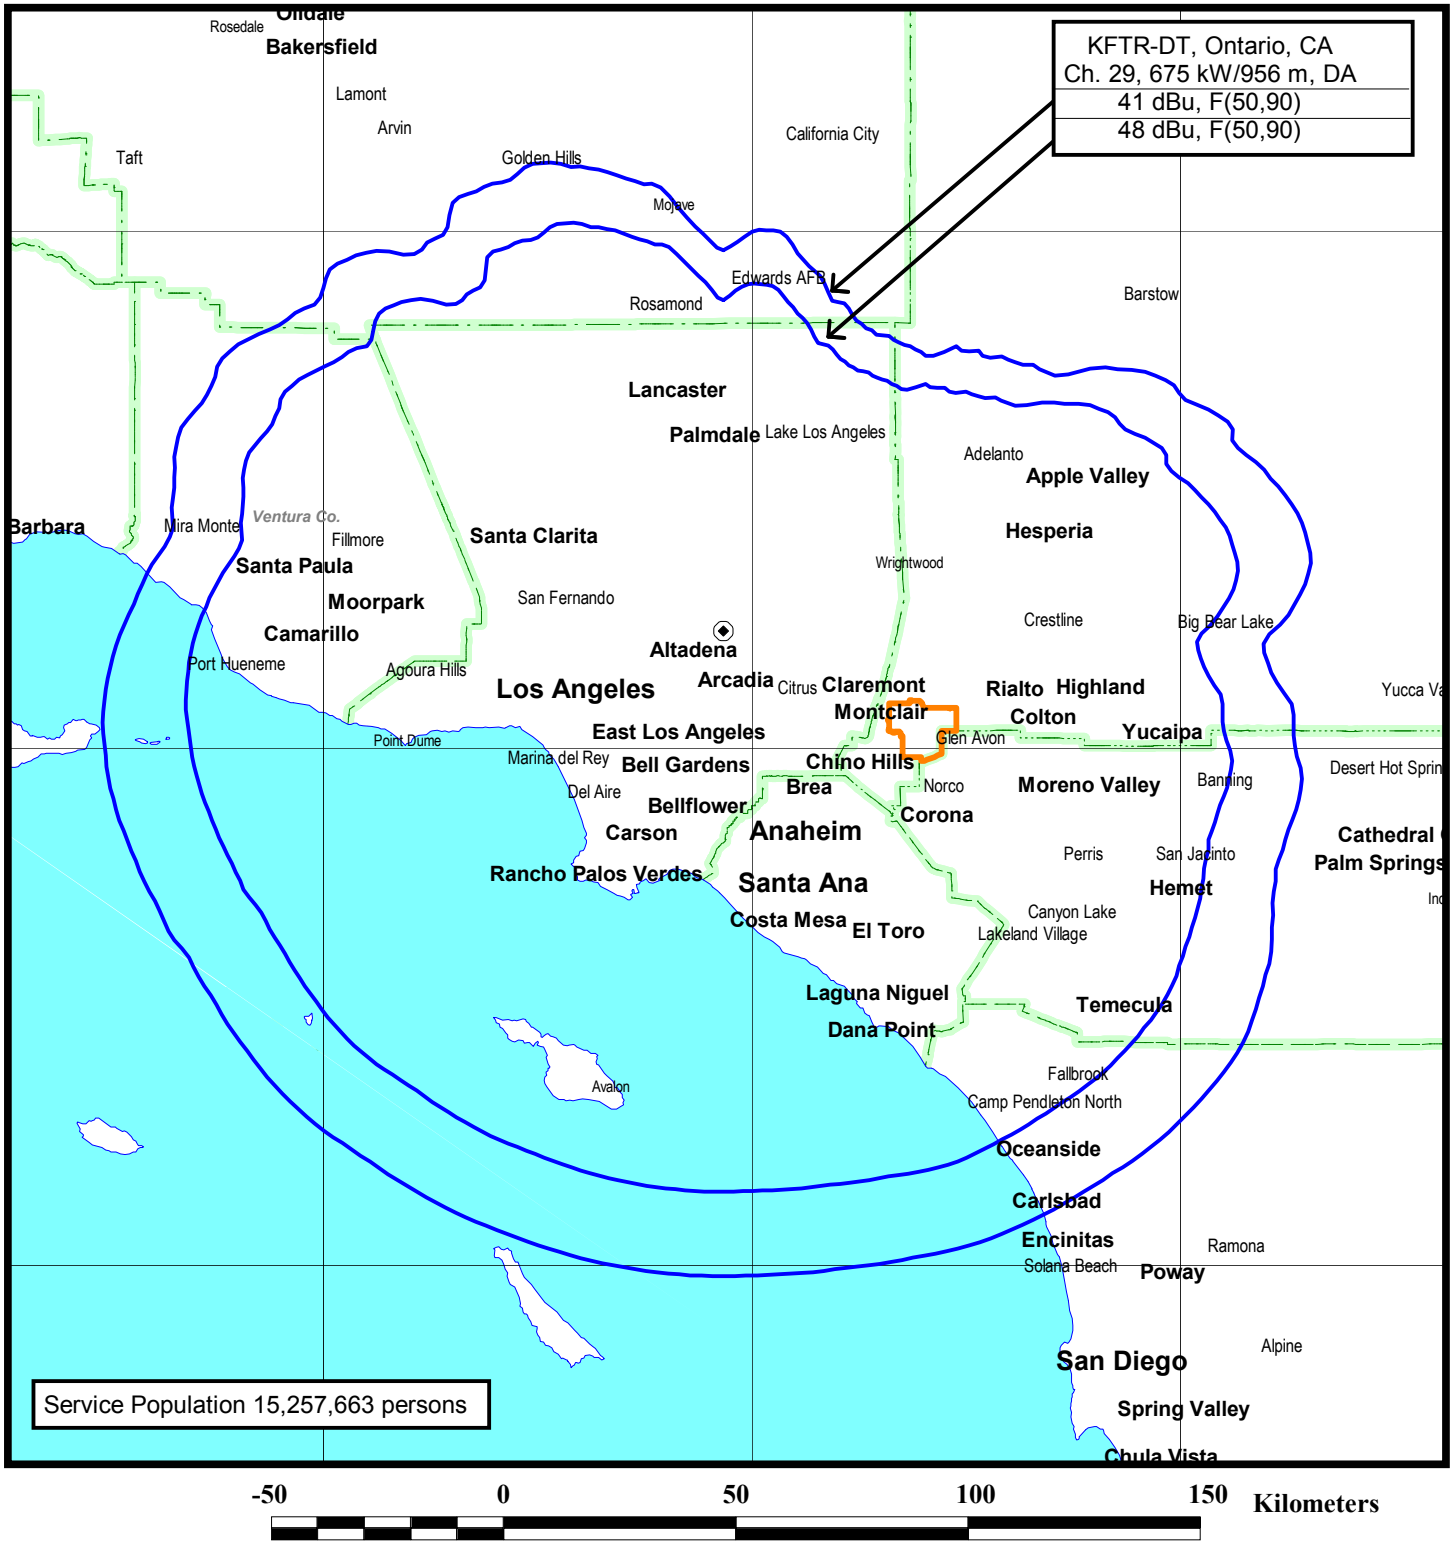 Oildale
Rosedale
Bakersfield
KFTR-DT, Ontario, CA
Ch. 29, 675 kW/956 m, DA
41 dBu, F(50,90)
48 dBu, F(50,90)
Lamont
Arvin
California City
Taft
Golden Hills
Mojave
Edwards AFB
Rosamond
Barstow
Lancaster
Palmdale
Lake Los Angeles
Adelanto
Apple Valley
Barbara
Mira Monte
Ventura Co.
Fillmore
Santa Clarita
Hesperia
Santa Paula
Wrightwood
Moorpark
San Fernando
Camarillo
Crestline
Big Bear Lake
Altadena
Port Hueneme
Agoura Hills
Los Angeles
Arcadia
Citrus
Claremont
Rialto
Highland
Yucca Va
Montclair
Colton
East Los Angeles
Point Dume
Glen Avon
Yucaipa
Marina del Rey
Bell Gardens
Chino Hills
Desert Hot Sprin
Del Aire
Brea
Norco
Moreno Valley
Banning
Bellflower
Corona
Carson
Anaheim
Cathedral
Perris
San Jacinto
Palm Springs
Rancho Palos Verdes
Santa Ana
Hemet
Ind
Costa Mesa
El Toro
Canyon Lake
Lakeland Village
Laguna Niguel
Temecula
Dana Point
Fallbrook
Avalon
Camp Pendleton North
Oceanside
Carlsbad
Encinitas
Ramona
Solana Beach
Poway
Alpine
San Diego
Service Population 15,257,663 persons
Spring Valley
Chula Vista
-50 0 50 100 150 Kilometers